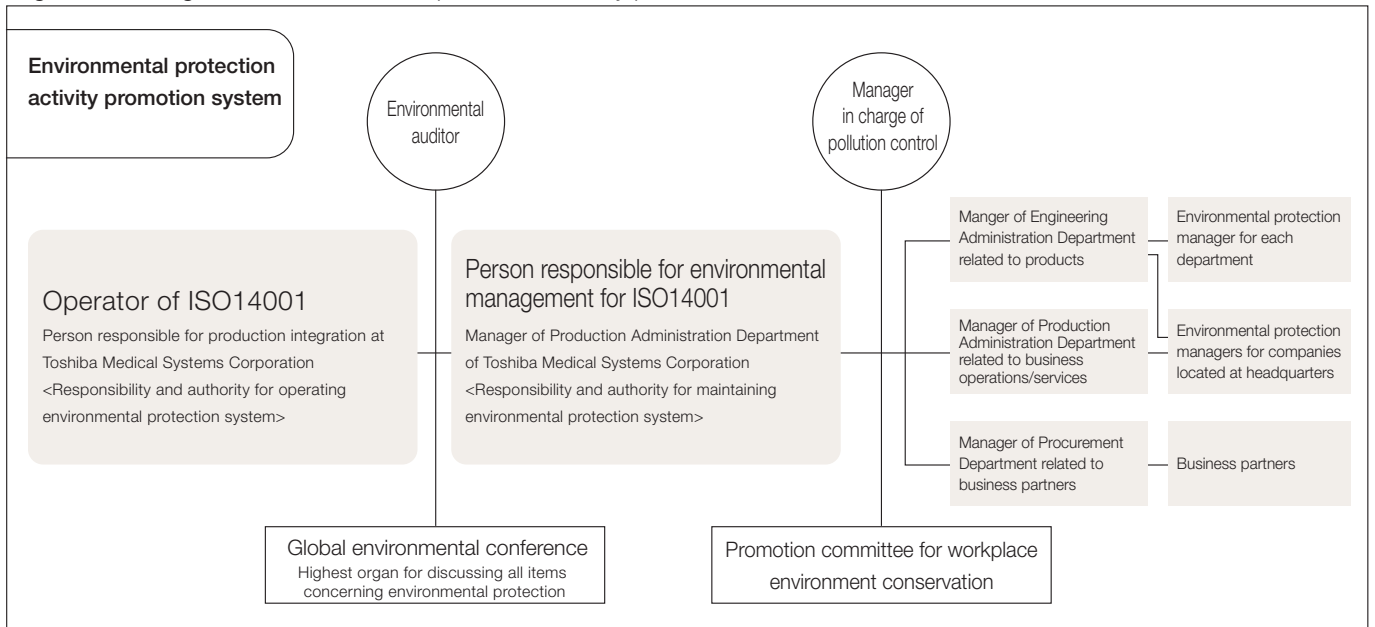 Environmental protection
activity promotion system
Environmental
auditor
Manager
in charge of
pollution control
Operator of ISO14001
Person responsible for production integration at
Toshiba Medical Systems Corporation
<Responsibility and authority for operating
environmental protection system>
Person responsible for environmental
management for ISO14001
Manager of Production Administration Department
of Toshiba Medical Systems Corporation
<Responsibility and authority for maintaining
environmental protection system>
Manger of Engineering
Administration Department
related to products
Environmental protection
manager for each
department
Manager of Production
Administration Department
related to business
operations/services
Environmental protection
managers for companies
located at headquarters
Manager of Procurement
Department related to
business partners
Business partners
Global environmental conference
Highest organ for discussing all items
concerning environmental protection
Promotion committee for workplace
environment conservation